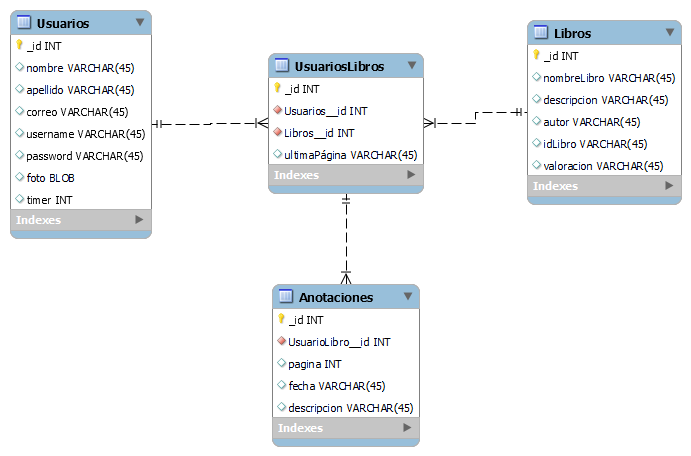 Usuarios
_id INT
nombre VARCHAR(45)
apellido VARCHAR(45)
correo VARCHAR(45)
username VARCHAR(45)
password VARCHAR(45)
foto BLOB
timer INT
Indexes
UsuariosLibros
_id INT
Usuarios__id INT
Libros__id INT
ultimaPágina VARCHAR(45)
Indexes
Libros
_id INT
nombreLibro VARCHAR(45)
descripcion VARCHAR(45)
autor VARCHAR(45)
idLibro VARCHAR(45)
valoracion VARCHAR(45)
Indexes
Anotaciones
_id INT
UsuarioLibro__id INT
pagina INT
fecha VARCHAR(45)
descripcion VARCHAR(45)
Indexes